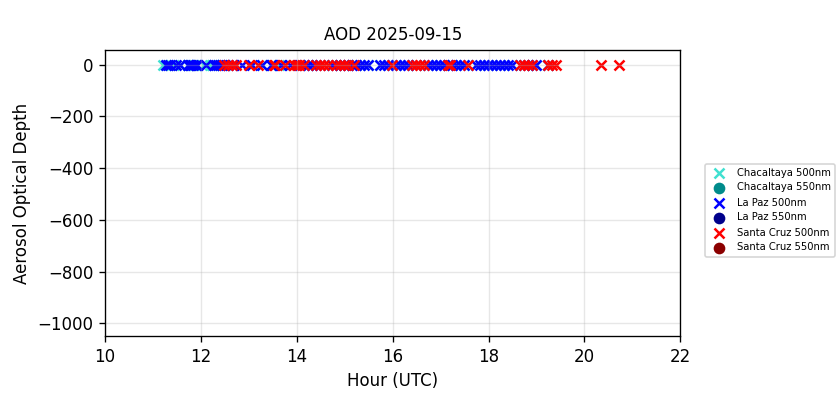 AOD 2025-09-15
Aerosol Optical Depth
0
−200
−400
−600
−800
−1000
10 12 14 16 18 20 22
Hour (UTC)
Chacaltaya 500nm
Chacaltaya 550nm
La Paz 500nm
La Paz 550nm
Santa Cruz 500nm
Santa Cruz 550nm